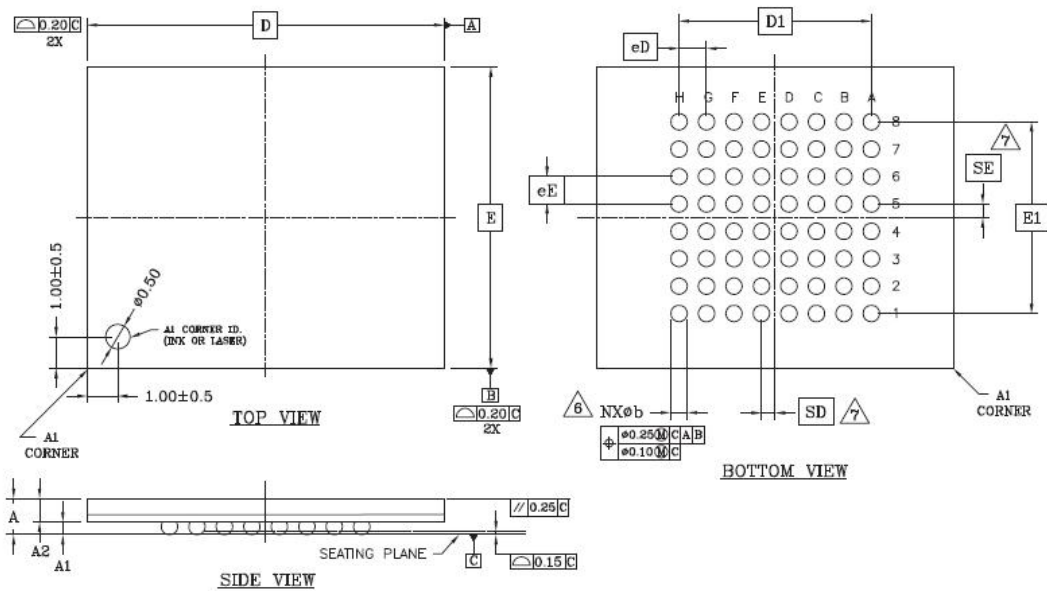 ⌓ 0.20 C
2X
D
A
E
1.00±0.5
ø0.50
A1 CORNER ID.
(INK OR LASER)
1.00±0.5
B
⌓ 0.20 C
2X
A1
CORNER
TOP VIEW
D1
eD
H G F E D C B A
8
7
6
5
4
3
2
1
7
SE
eE
E1
6 NXøb
⌖ ø0.25Ⓜ C A B
ø0.10Ⓜ C
SD 7
A1
CORNER
BOTTOM VIEW
A
A2
A1
// 0.25 C
SEATING PLANE
C
⌓ 0.15 C
SIDE VIEW